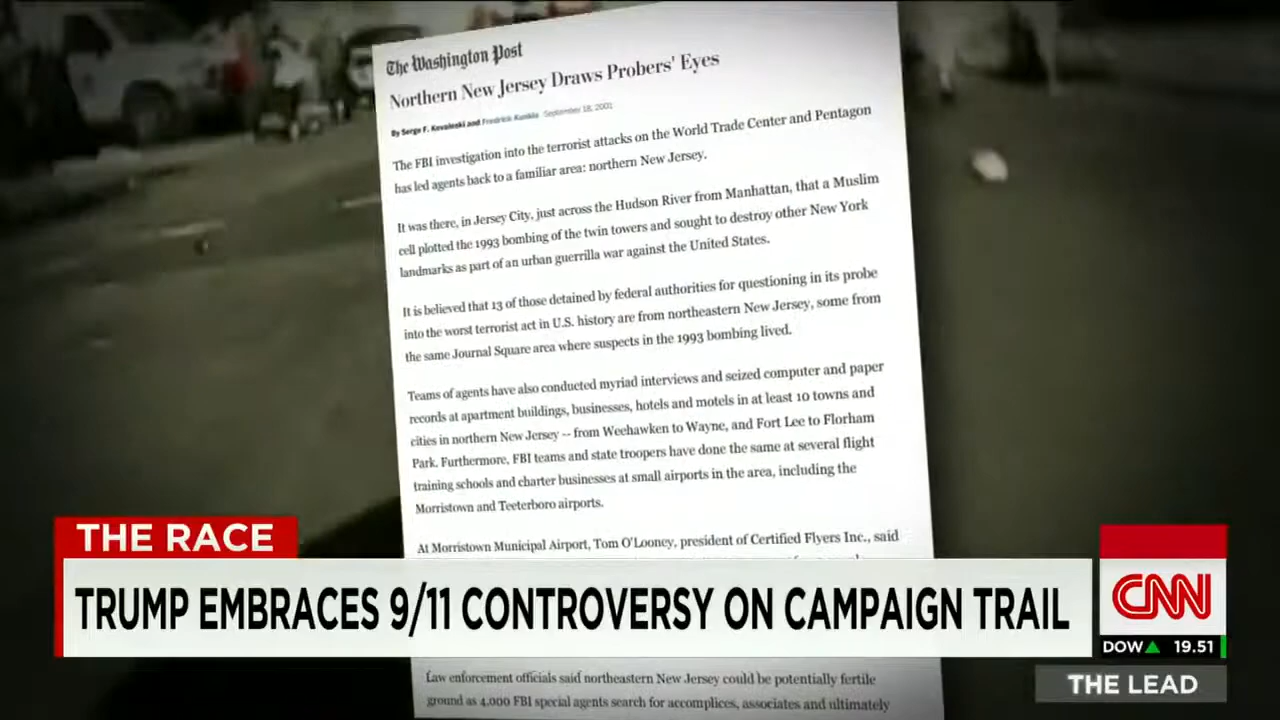 The Washington Post
Northern New Jersey Draws Probers' Eyes
By Serge F. Kovaleski and Fredrick Kunkle September 18, 2001
The FBI investigation into the terrorist attacks on the World Trade Center and Pentagon
has led agents back to a familiar area: northern New Jersey.
It was there, in Jersey City, just across the Hudson River from Manhattan, that a Muslim
cell plotted the 1993 bombing of the twin towers and sought to destroy other New York
landmarks as part of an urban guerrilla war against the United States.
It is believed that 13 of those detained by federal authorities for questioning in its probe
into the worst terrorist act in U.S. history are from northeastern New Jersey, some from
the same Journal Square area where suspects in the 1993 bombing lived.
Teams of agents have also conducted myriad interviews and seized computer and paper
records at apartment buildings, businesses, hotels and motels in at least 10 towns and
cities in northern New Jersey -- from Weehawken to Wayne, and Fort Lee to Florham
Park. Furthermore, FBI teams and state troopers have done the same at several flight
training schools and charter businesses at small airports in the area, including the
Morristown and Teeterboro airports.
At Morristown Municipal Airport, Tom O'Looney, president of Certified Flyers Inc., said
THE RACE
TRUMP EMBRACES 9/11 CONTROVERSY ON CAMPAIGN TRAIL
CNN
DOW 19.51
THE LEAD
Law enforcement officials said northeastern New Jersey could be potentially fertile
ground as 4,000 FBI special agents search for accomplices, associates and ultimately